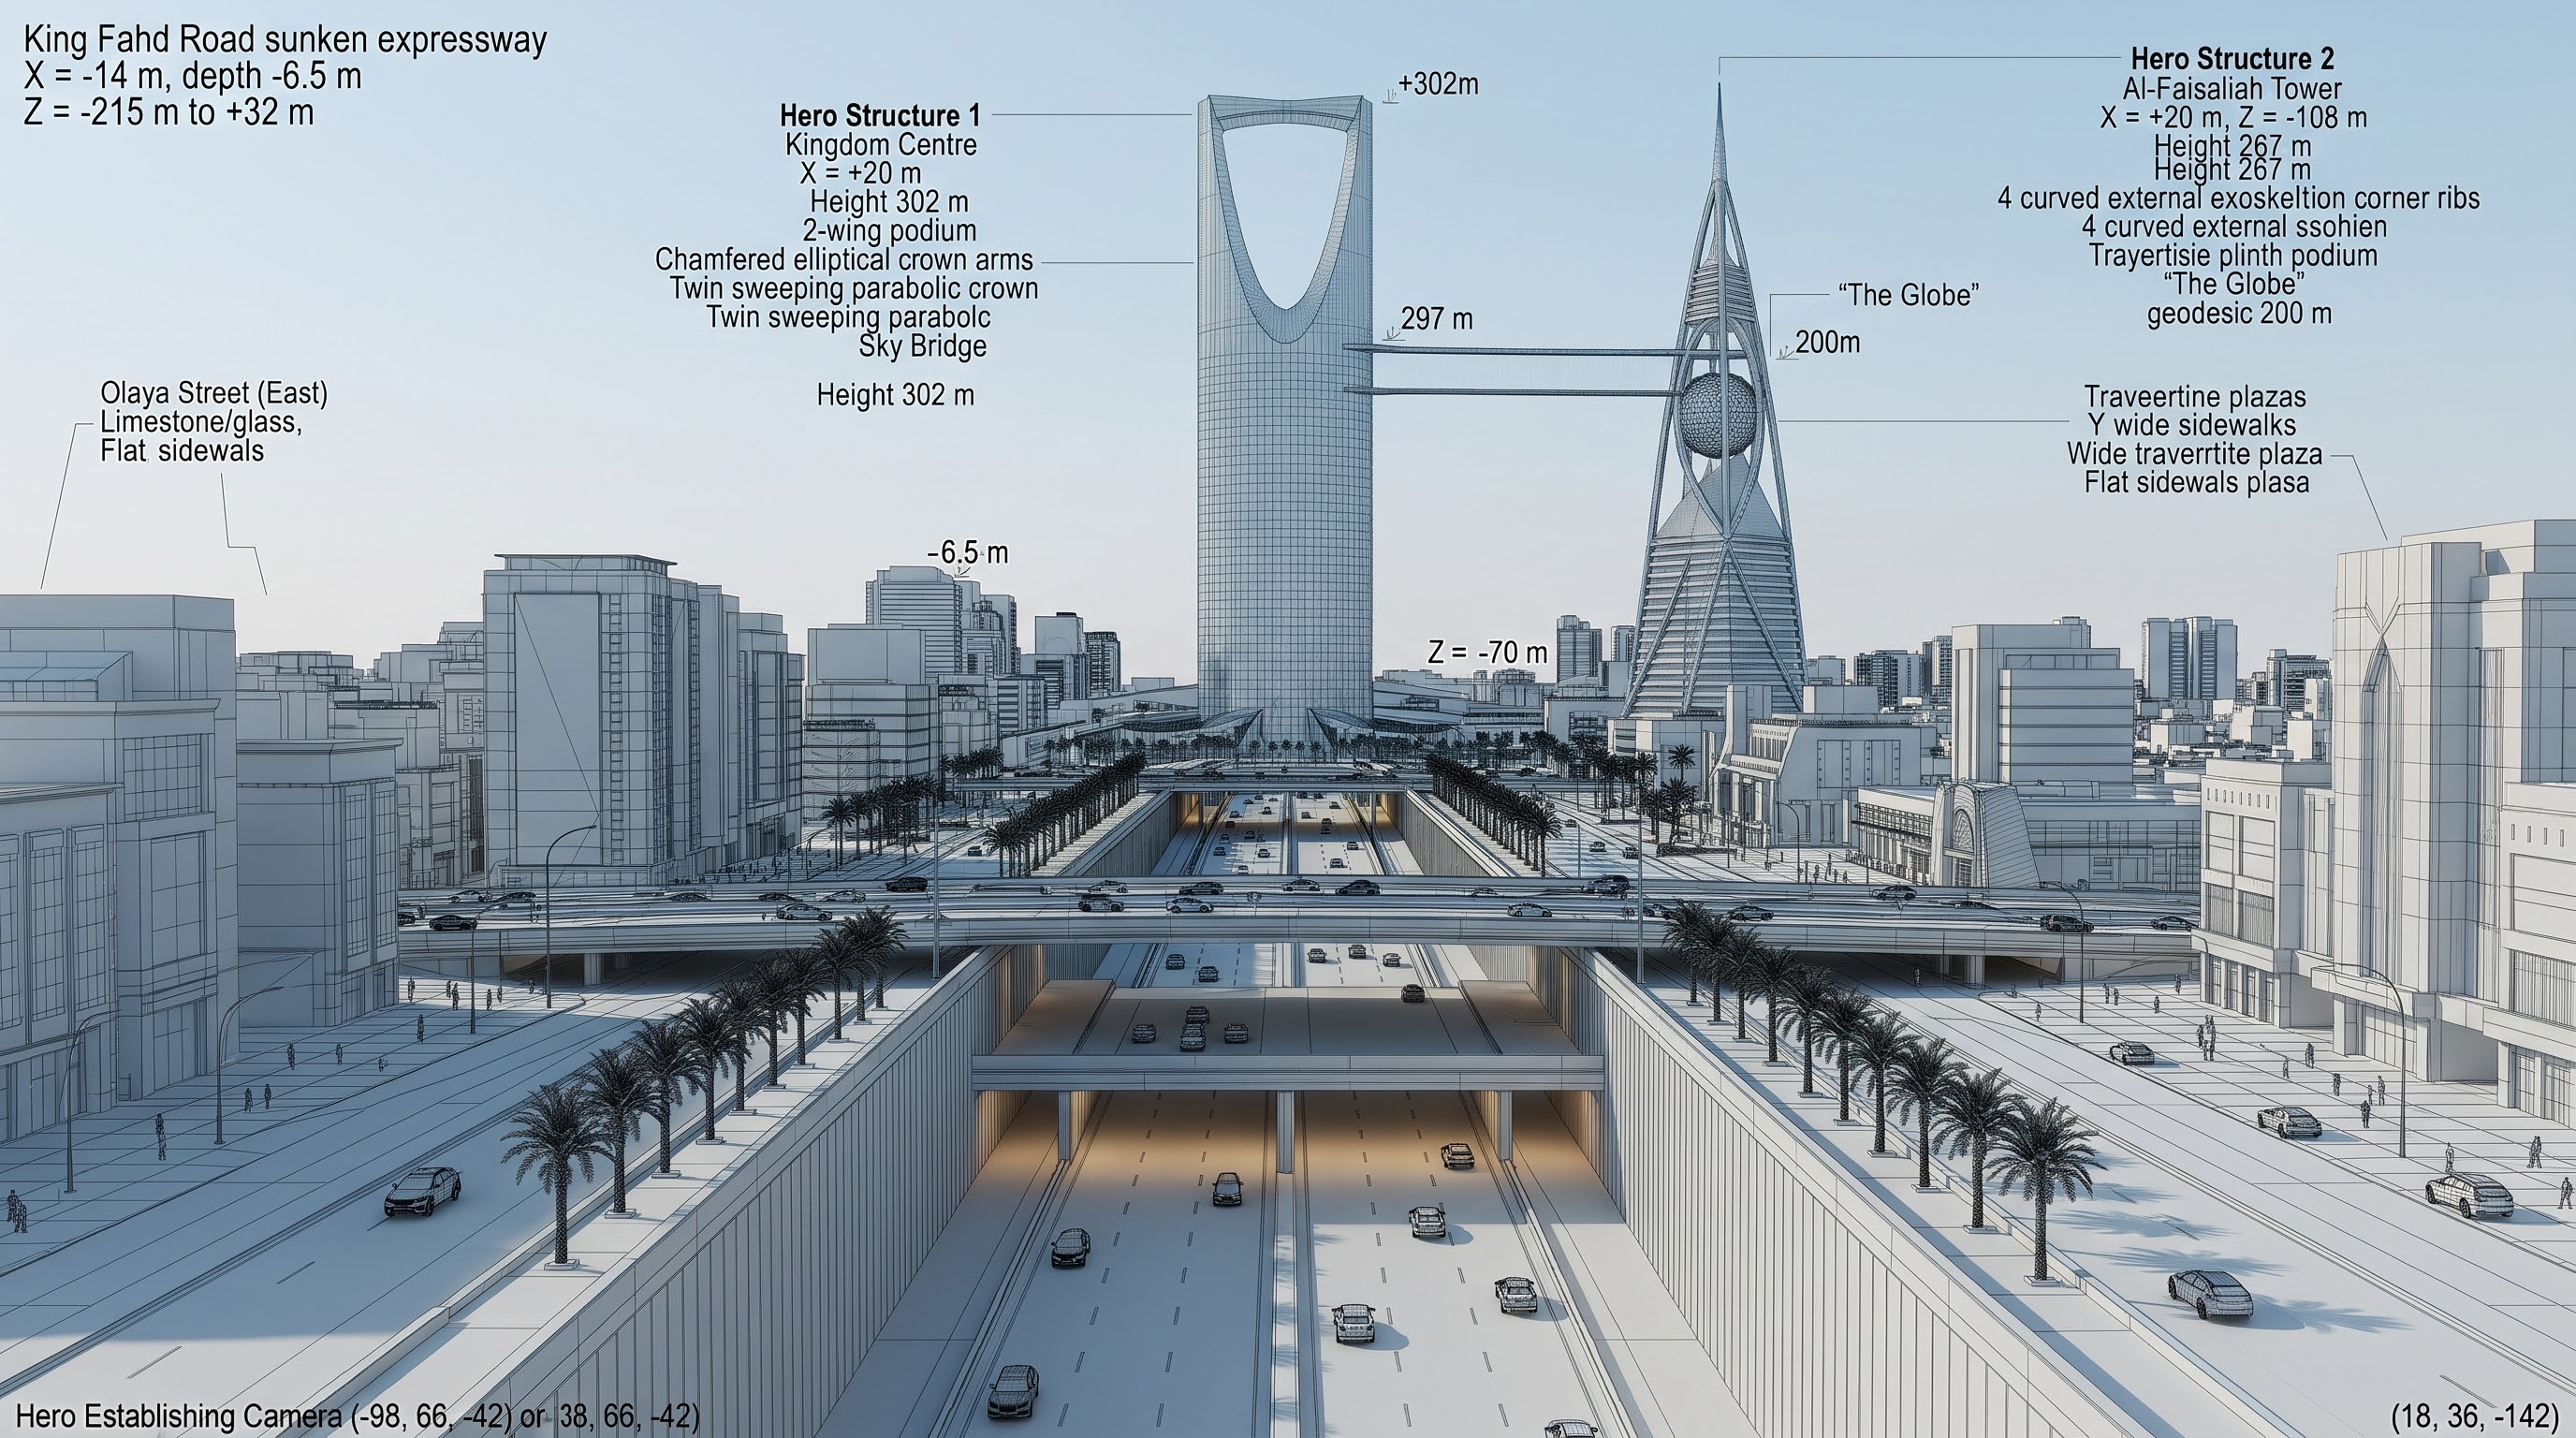 King Fahd Road sunken expressway
X = -14 m, depth -6.5 m
Z = -215 m to +32 m
Hero Structure 1
Kingdom Centre
X = +20 m
Height 302 m
2-wing podium
Chamfered elliptical crown arms
Twin sweeping parabolic crown
Twin sweeping parabolc
Sky Bridge
Height 302 m
+302m
297 m
Hero Structure 2
Al-Faisaliah Tower
X = +20 m, Z = -108 m
Height 267 m
Height 267 m
4 curved external exoskeltion corner ribs
4 curved external ssohien
Trayertisie plinth podium
“The Globe”
geodesic 200 m
“The Globe”
200m
Olaya Street (East)
Limestone/glass,
Flat sidewals
Traveertine plazas
Y wide sidewalks
Wide traverrtite plaza
Flat sidewals plasa
-6.5 m
Z = -70 m
Hero Establishing Camera (-98, 66, -42) or 38, 66, -42)
(18, 36, -142)